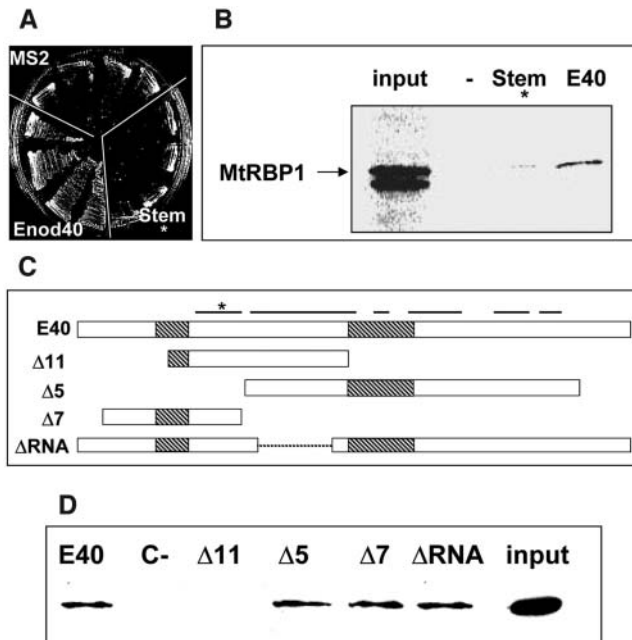 A
MS2
Enod40
Stem
*
B
input - Stem E40
*
MtRBP1
C
*
E40
Δ11
Δ5
Δ7
ΔRNA
D
E40 C- Δ11 Δ5 Δ7 ΔRNA input